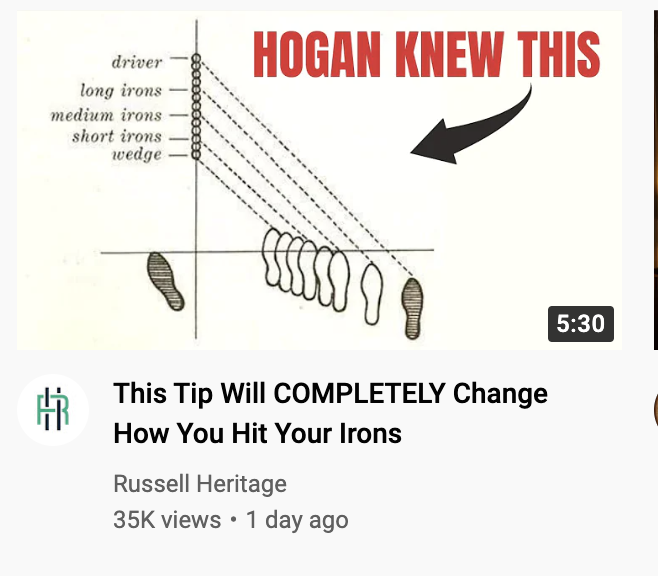 HOGAN KNEW THIS
driver
long irons
medium irons
short irons
wedge
5:30
HR
This Tip Will COMPLETELY Change
How You Hit Your Irons
Russell Heritage
35K views • 1 day ago